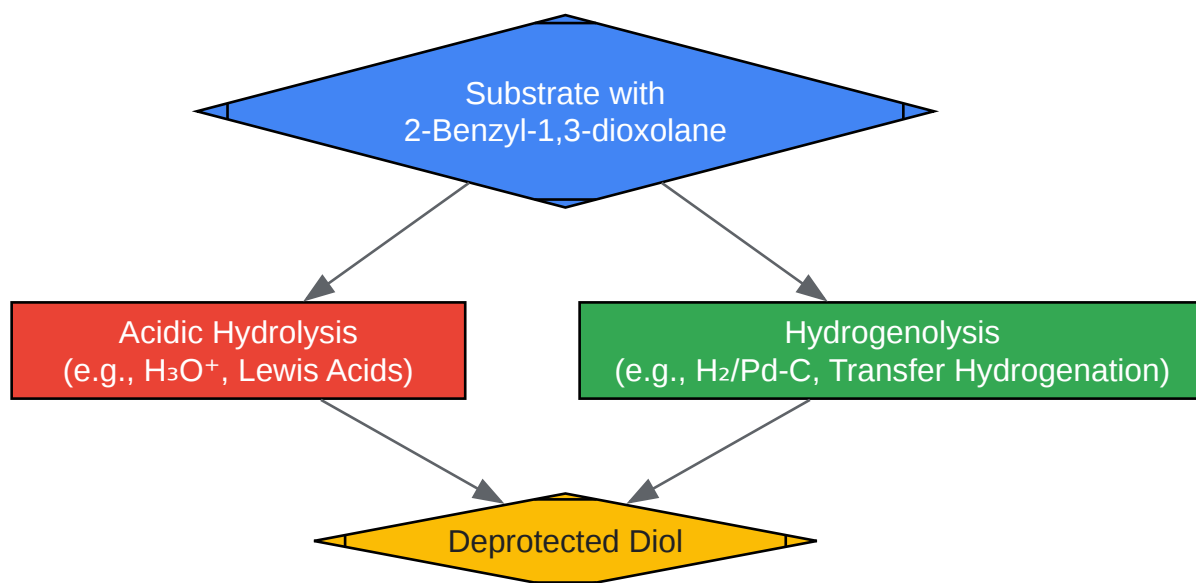 Substrate with
2-Benzyl-1,3-dioxolane
Acidic Hydrolysis
(e.g., H₃O⁺, Lewis Acids)
Hydrogenolysis
(e.g., H₂/Pd-C, Transfer Hydrogenation)
Deprotected Diol